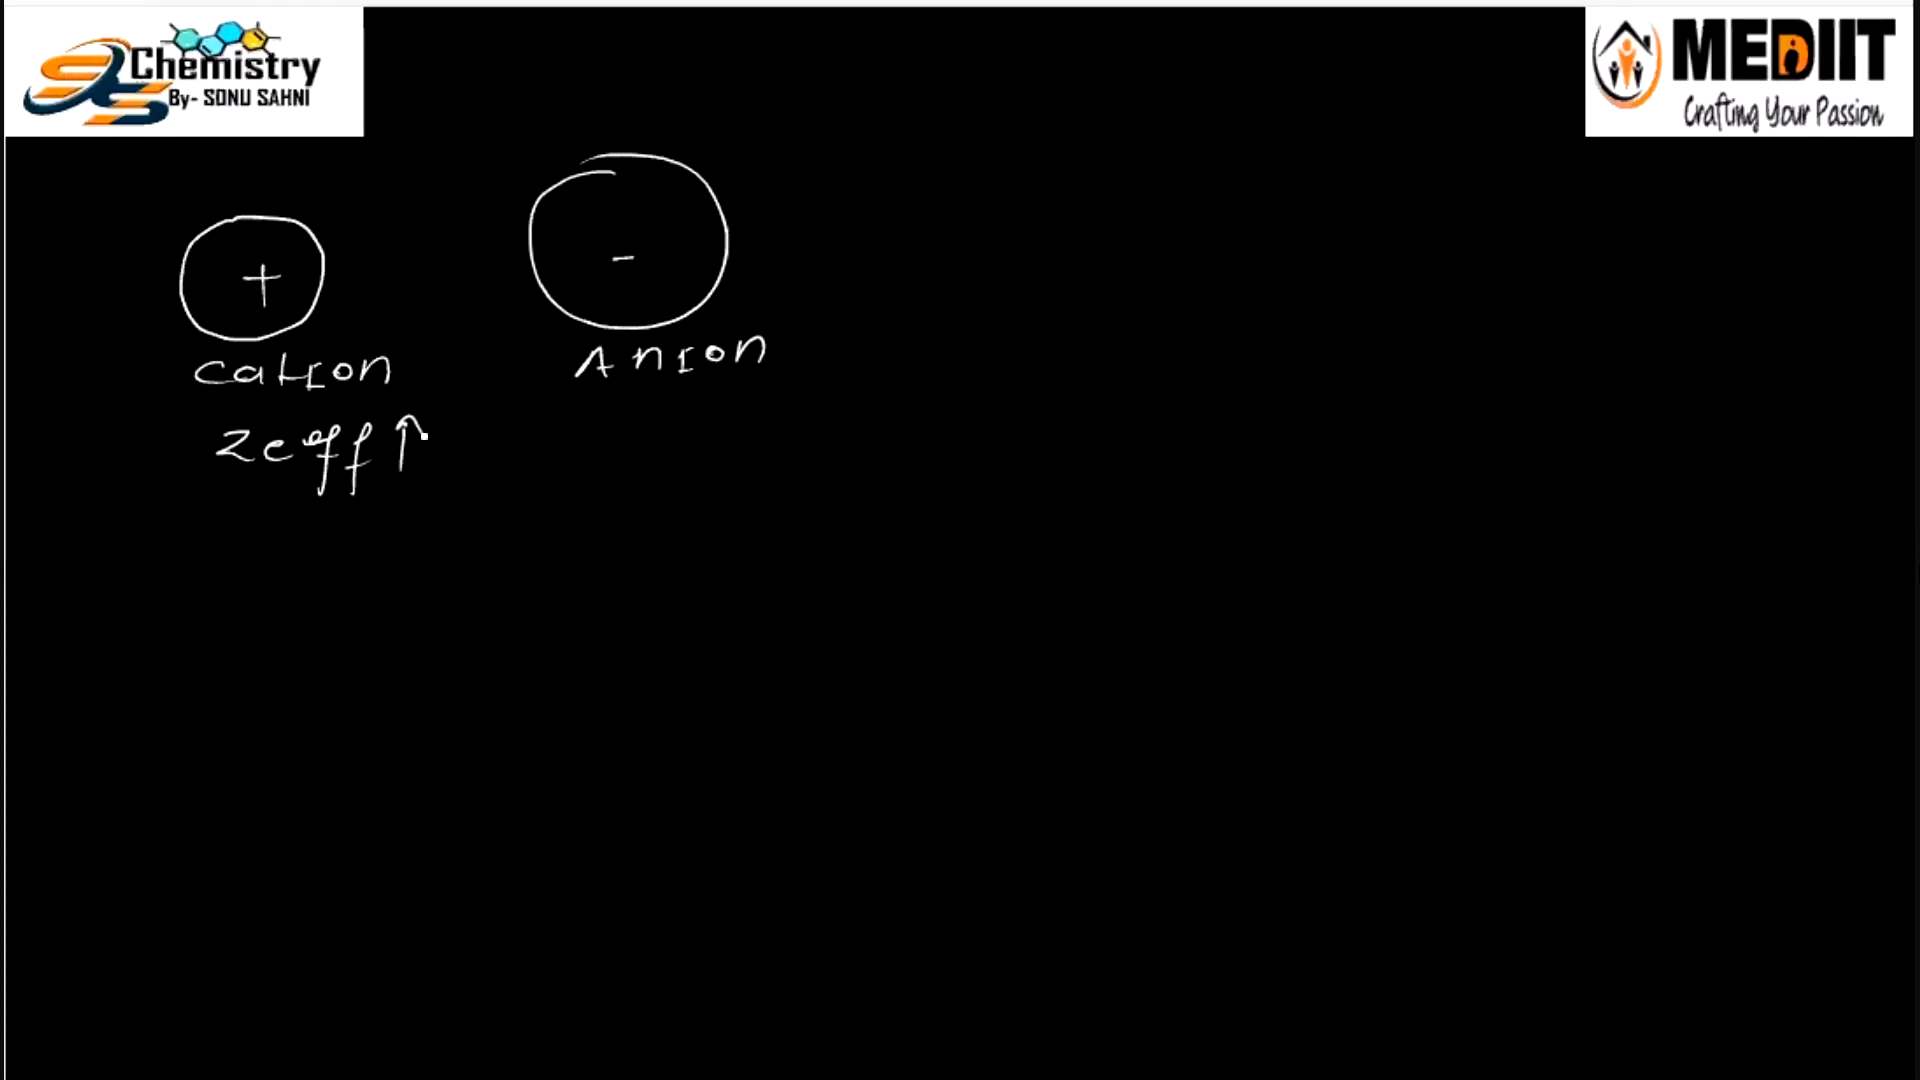 Chemistry
By- SONU SAHNI
MEDIIT
Crafting Your Passion
+
-
Cation
Anion
Zeff ↑